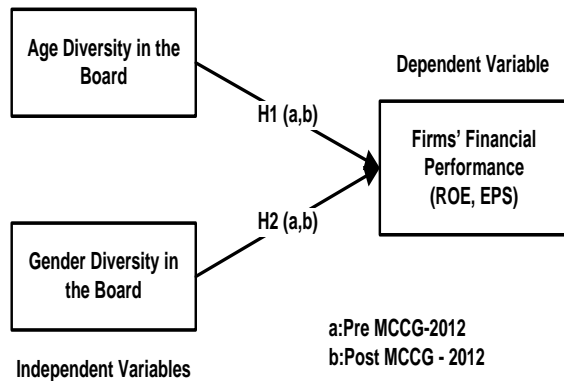 Age Diversity in the
Board
Dependent Variable
H1 (a,b)
Firms' Financial
Performance
(ROE, EPS)
H2 (a,b)
Gender Diversity in
the Board
a:Pre MCCG-2012
b:Post MCCG - 2012
Independent Variables